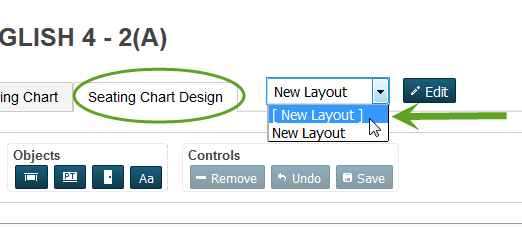 GLISH 4 - 2(A)
ing Chart Seating Chart Design New Layout Edit
[ New Layout ]
New Layout
Objects Controls
PT Aa Remove Undo Save